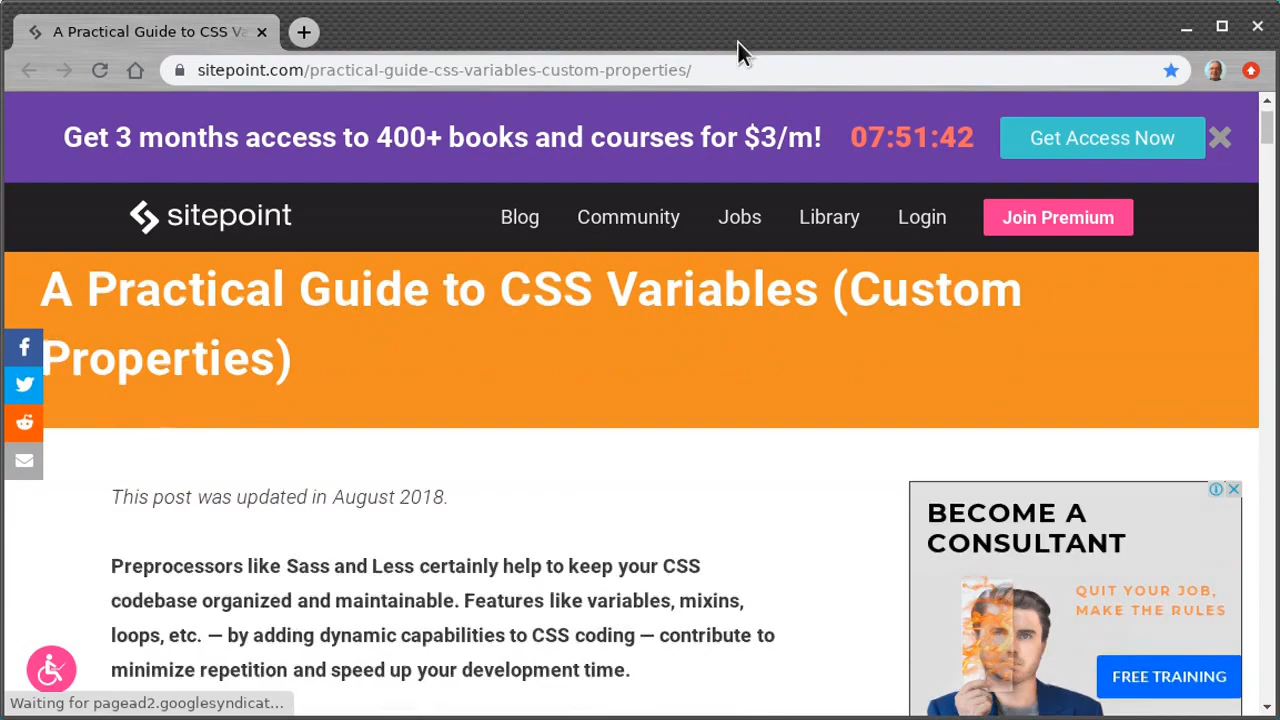 A Practical Guide to CSS V
sitepoint.com/practical-guide-css-variables-custom-properties/
Get 3 months access to 400+ books and courses for $3/m! 07:51:42 Get Access Now
sitepoint Blog Community Jobs Library Login Join Premium
A Practical Guide to CSS Variables (Custom
Properties)
This post was updated in August 2018.
Preprocessors like Sass and Less certainly help to keep your CSS
codebase organized and maintainable. Features like variables, mixins,
loops, etc. — by adding dynamic capabilities to CSS coding — contribute to
minimize repetition and speed up your development time.
BECOME A
CONSULTANT
QUIT YOUR JOB,
MAKE THE RULES
FREE TRAINING
Waiting for pagead2.googlesyndicat...